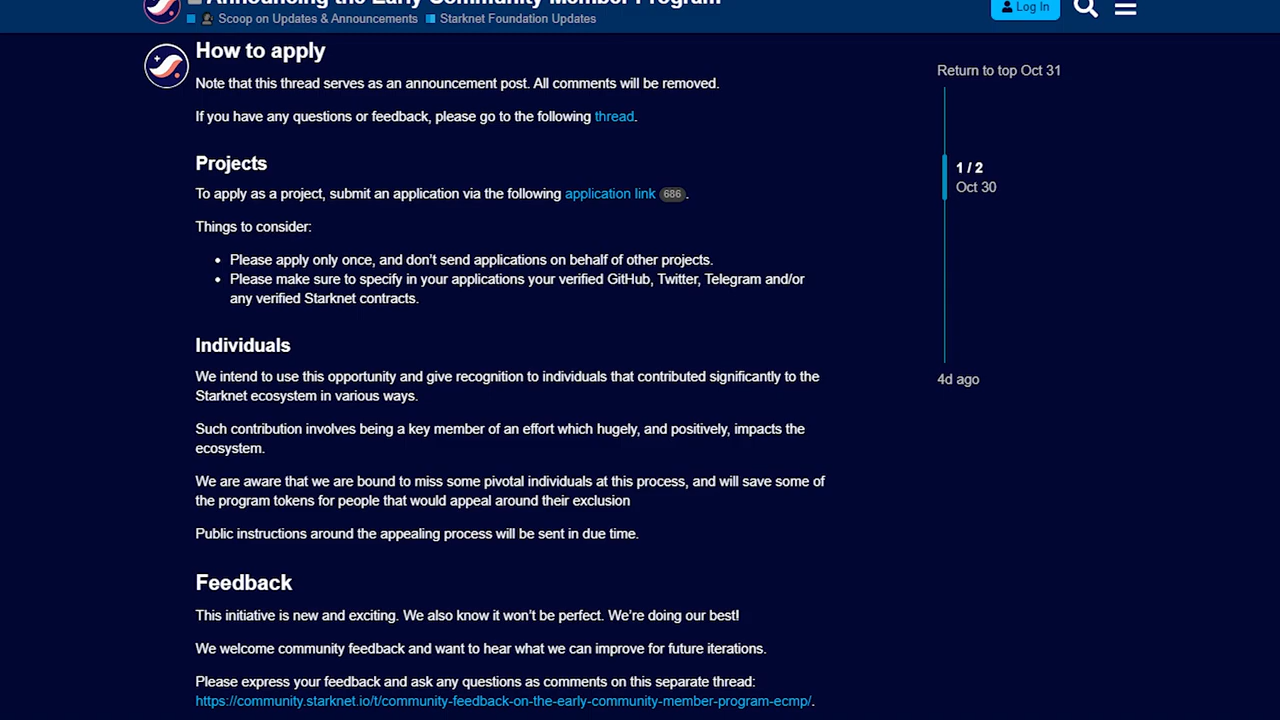 Announcing the Early Community Member Program
Log In
Scoop on Updates & Announcements Starknet Foundation Updates
How to apply
Note that this thread serves as an announcement post. All comments will be removed.
If you have any questions or feedback, please go to the following thread.
Projects
To apply as a project, submit an application via the following application link 686.
Things to consider:
• Please apply only once, and don’t send applications on behalf of other projects.
• Please make sure to specify in your applications your verified GitHub, Twitter, Telegram and/or
any verified Starknet contracts.
Individuals
We intend to use this opportunity and give recognition to individuals that contributed significantly to the
Starknet ecosystem in various ways.
Such contribution involves being a key member of an effort which hugely, and positively, impacts the
ecosystem.
We are aware that we are bound to miss some pivotal individuals at this process, and will save some of
the program tokens for people that would appeal around their exclusion
Public instructions around the appealing process will be sent in due time.
Feedback
This initiative is new and exciting. We also know it won’t be perfect. We’re doing our best!
We welcome community feedback and want to hear what we can improve for future iterations.
Please express your feedback and ask any questions as comments on this separate thread:
https://community.starknet.io/t/community-feedback-on-the-early-community-member-program-ecmp/.
Return to top Oct 31
1 / 2
Oct 30
4d ago